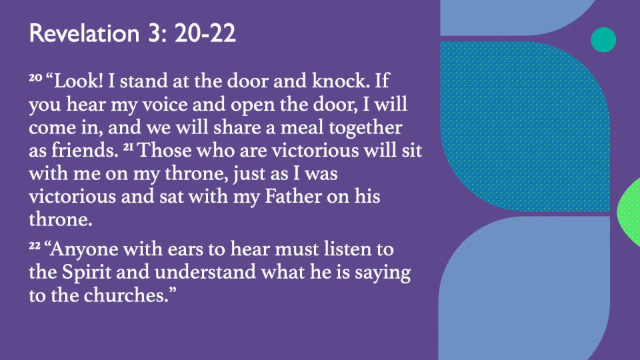 Revelation 3: 20-22
²⁰ “Look! I stand at the door and knock. If
you hear my voice and open the door, I will
come in, and we will share a meal together
as friends. ²¹ Those who are victorious will sit
with me on my throne, just as I was
victorious and sat with my Father on his
throne.
²² “Anyone with ears to hear must listen to
the Spirit and understand what he is saying
to the churches.”